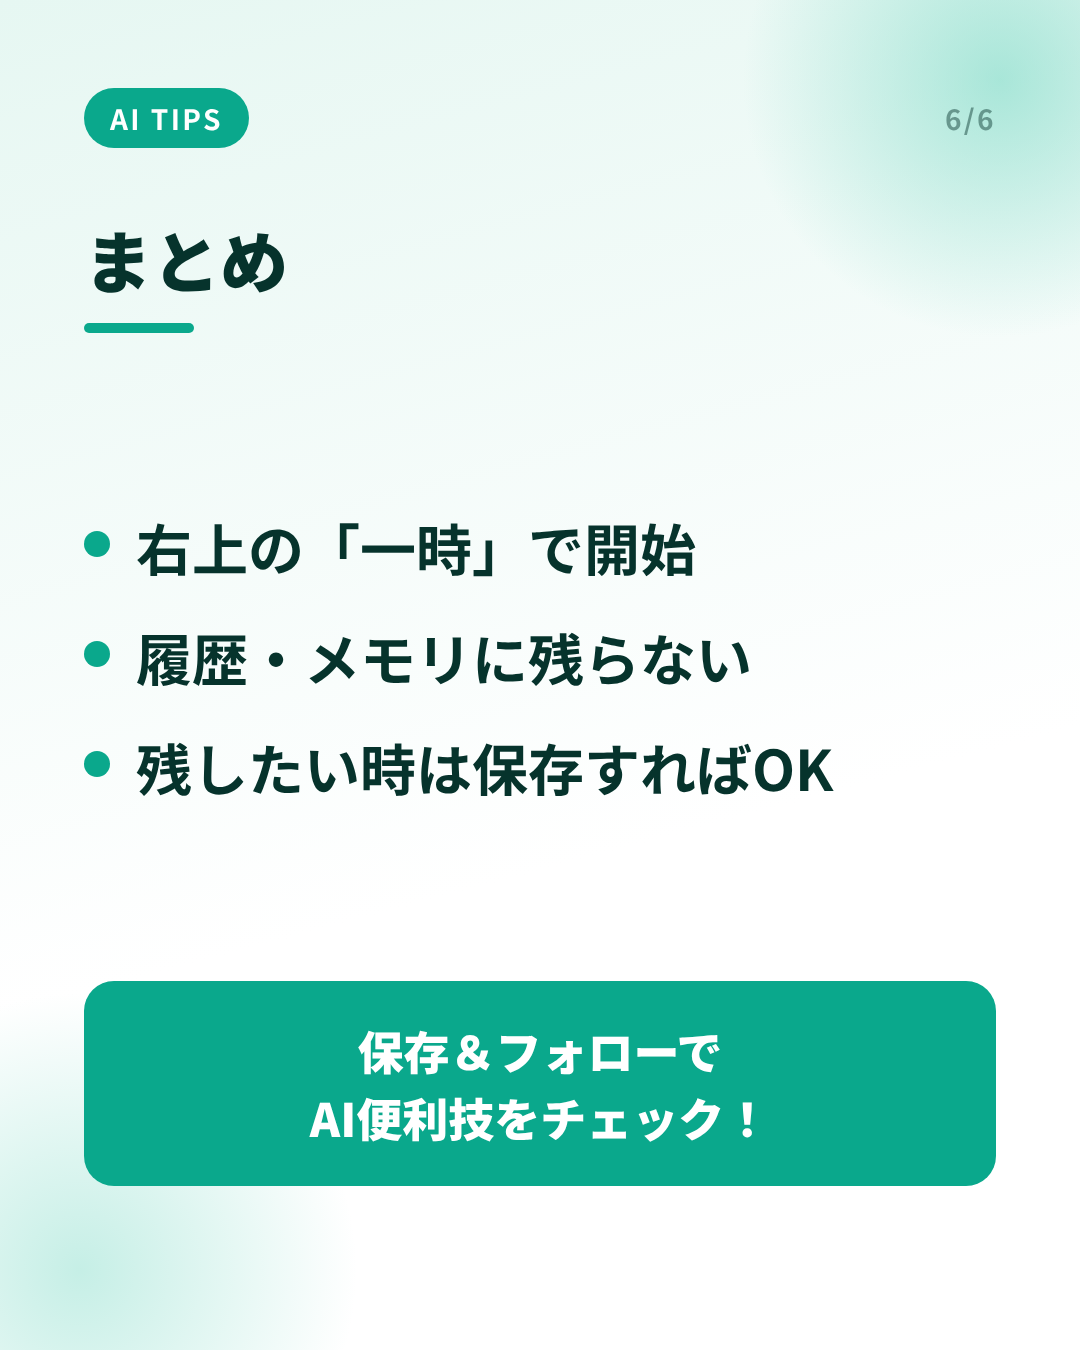 AI TIPS
6/6
まとめ
右上の「一時」で開始
履歴・メモリに残らない
残したい時は保存すればOK
保存＆フォローで
AI便利技をチェック！